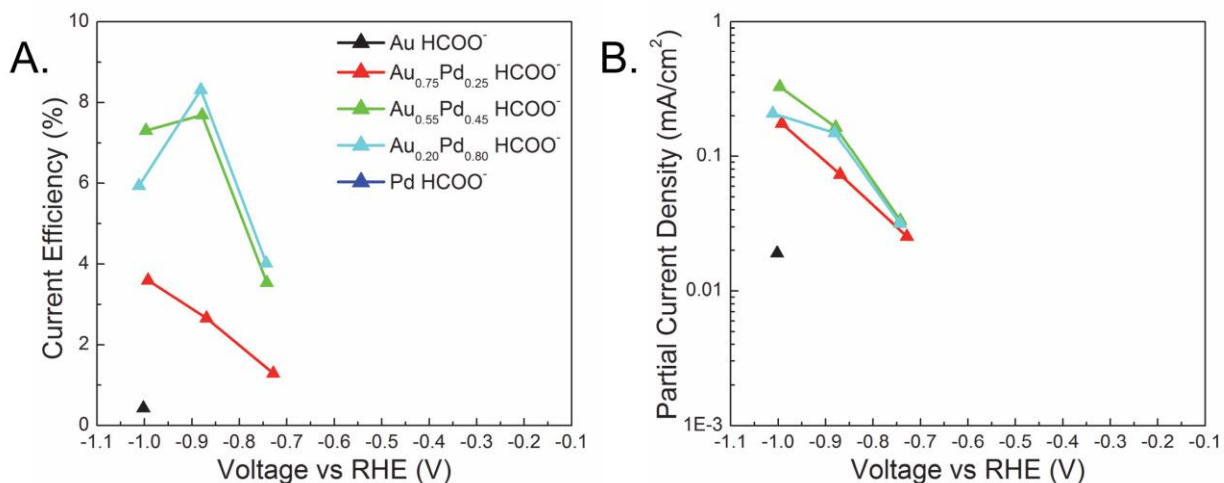 A.
10
8
6
4
2
0
Current Efficiency (%)
Au HCOO⁻
Au₀.₇₅Pd₀.₂₅ HCOO⁻
Au₀.₅₅Pd₀.₄₅ HCOO⁻
Au₀.₂₀Pd₀.₈₀ HCOO⁻
Pd HCOO⁻
-1.1 -1.0 -0.9 -0.8 -0.7 -0.6 -0.5 -0.4 -0.3 -0.2 -0.1
Voltage vs RHE (V)
B.
1
0.1
0.01
1E-3
Partial Current Density (mA/cm²)
-1.1 -1.0 -0.9 -0.8 -0.7 -0.6 -0.5 -0.4 -0.3 -0.2 -0.1
Voltage vs RHE (V)